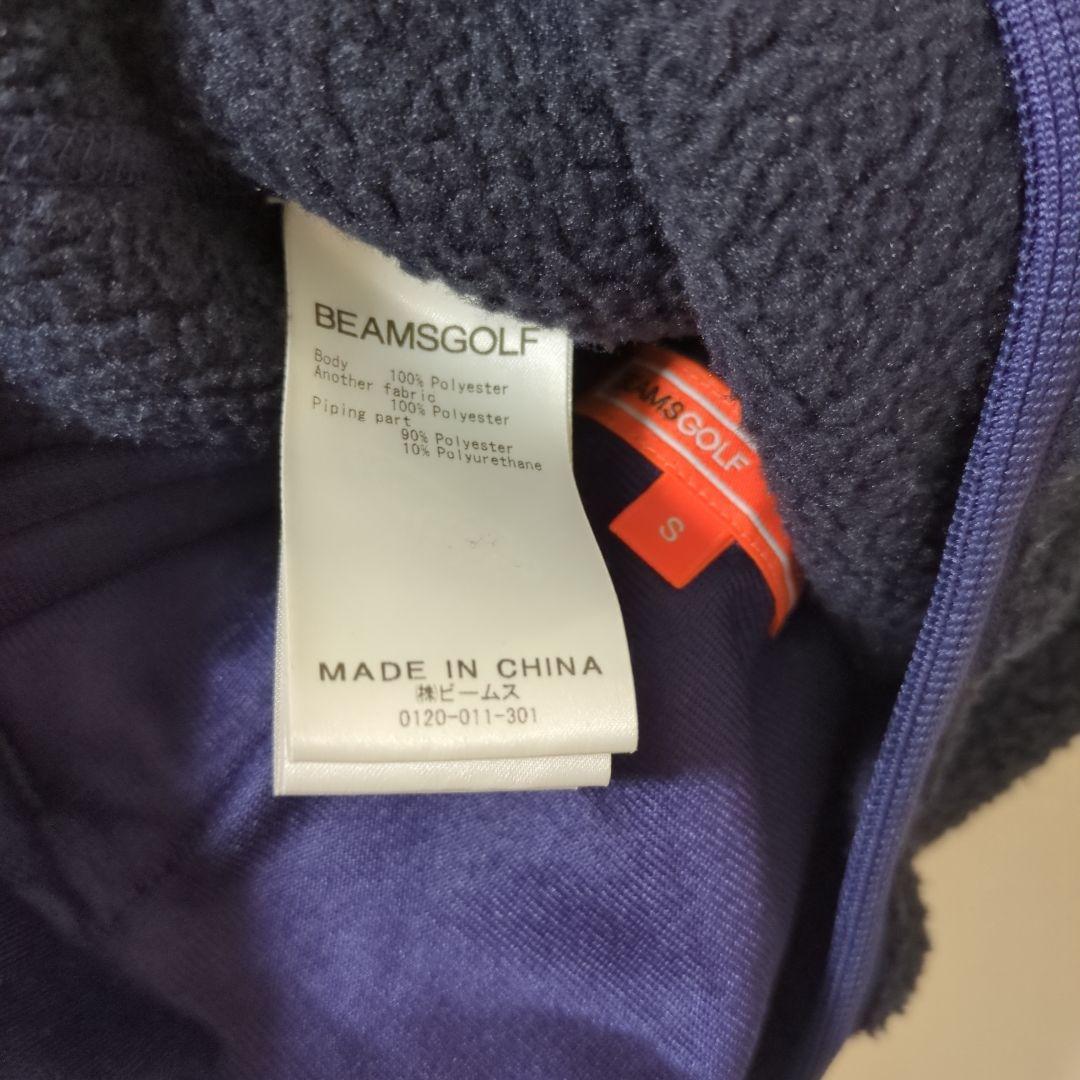 BEAMSGOLF
Body 100% Polyester
Another fabric
100% Polyester
Piping part
90% Polyester
10% Polyurethane
MADE IN CHINA
㈱ビームス
0120-011-301
EAMSGOLF
S